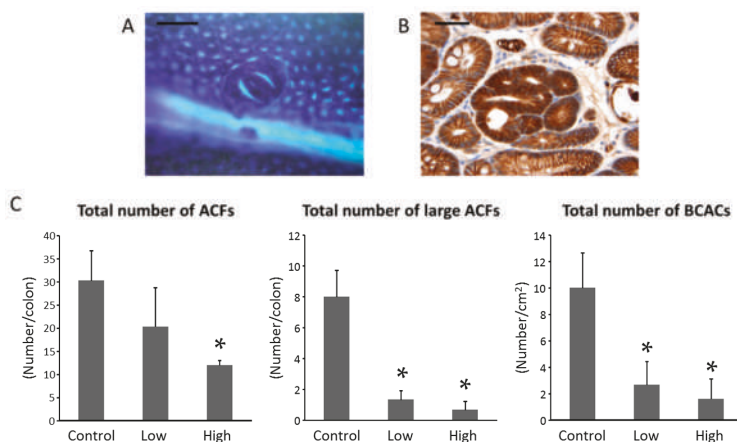 A
B
C
Total number of ACFs
(Number/colon)
40
35
30
25
20
15
10
5
0
*
Control Low High
Total number of large ACFs
(Number/colon)
12
10
8
6
4
2
0
*
*
Control Low High
Total number of BCACs
(Number/cm²)
14
12
10
8
6
4
2
0
*
*
Control Low High